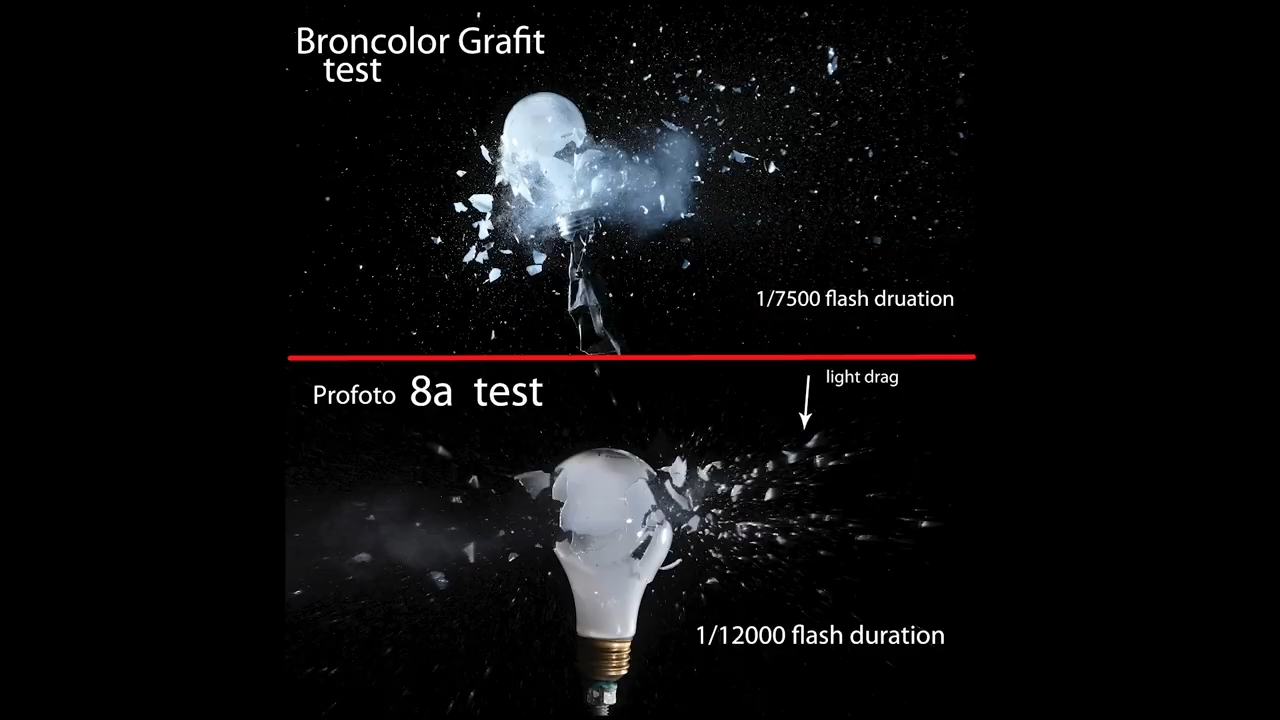 Broncolor Grafit
test
1/7500 flash druation
light drag
Profoto 8a test
1/12000 flash duration